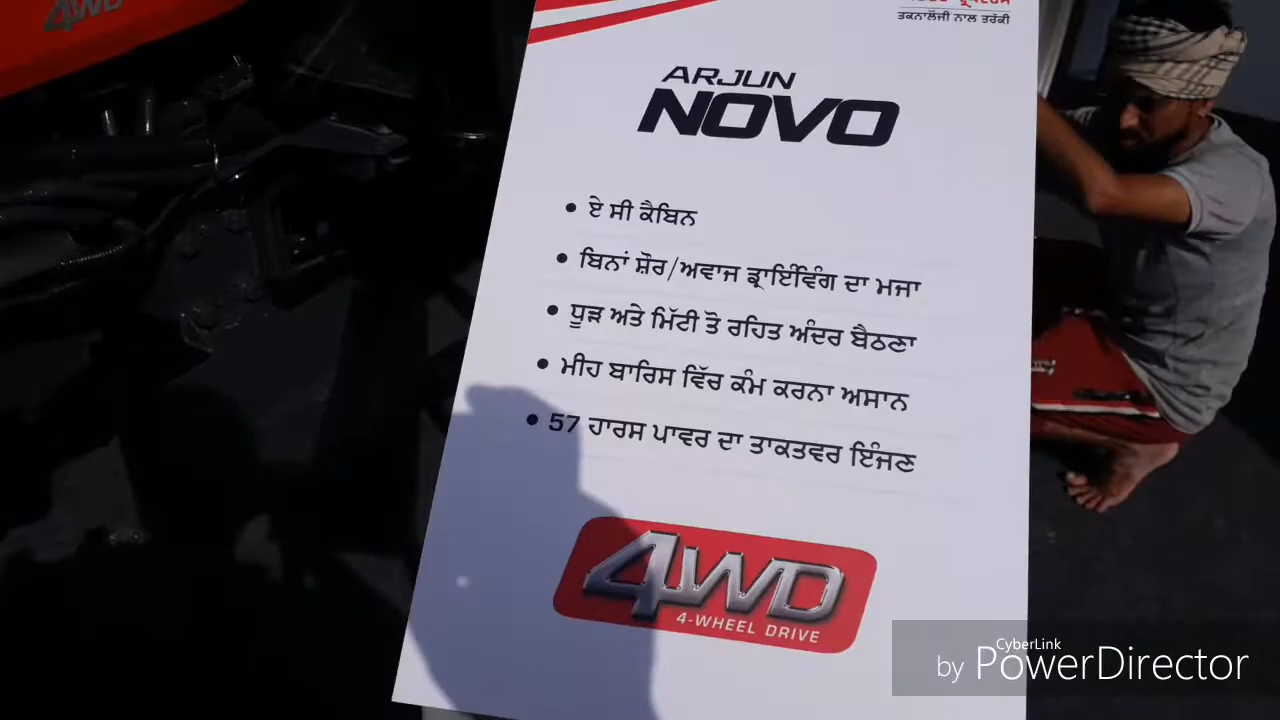 4WD
ਤਕਨਾਲੌਜੀ ਨਾਲ ਤਰੱਕੀ
ARJUN
NOVO
• ਏ ਸੀ ਕੈਬਿਨ
• ਬਿਨਾਂ ਸ਼ੌਰ/ਅਵਾਜ ਡ੍ਰਾਈਵਿੰਗ ਦਾ ਮਜਾ
• ਧੂੜ ਅਤੇ ਮਿੱਟੀ ਤੋ ਰਹਿਤ ਅੰਦਰ ਬੈਠਣਾ
• ਮੀਹ ਬਾਰਿਸ ਵਿੱਚ ਕੰਮ ਕਰਨਾ ਅਸਾਨ
• 57 ਹਾਰਸ ਪਾਵਰ ਦਾ ਤਾਕਤਵਰ ਇੰਜਣ
4WD
4-WHEEL DRIVE
CyberLink
by PowerDirector